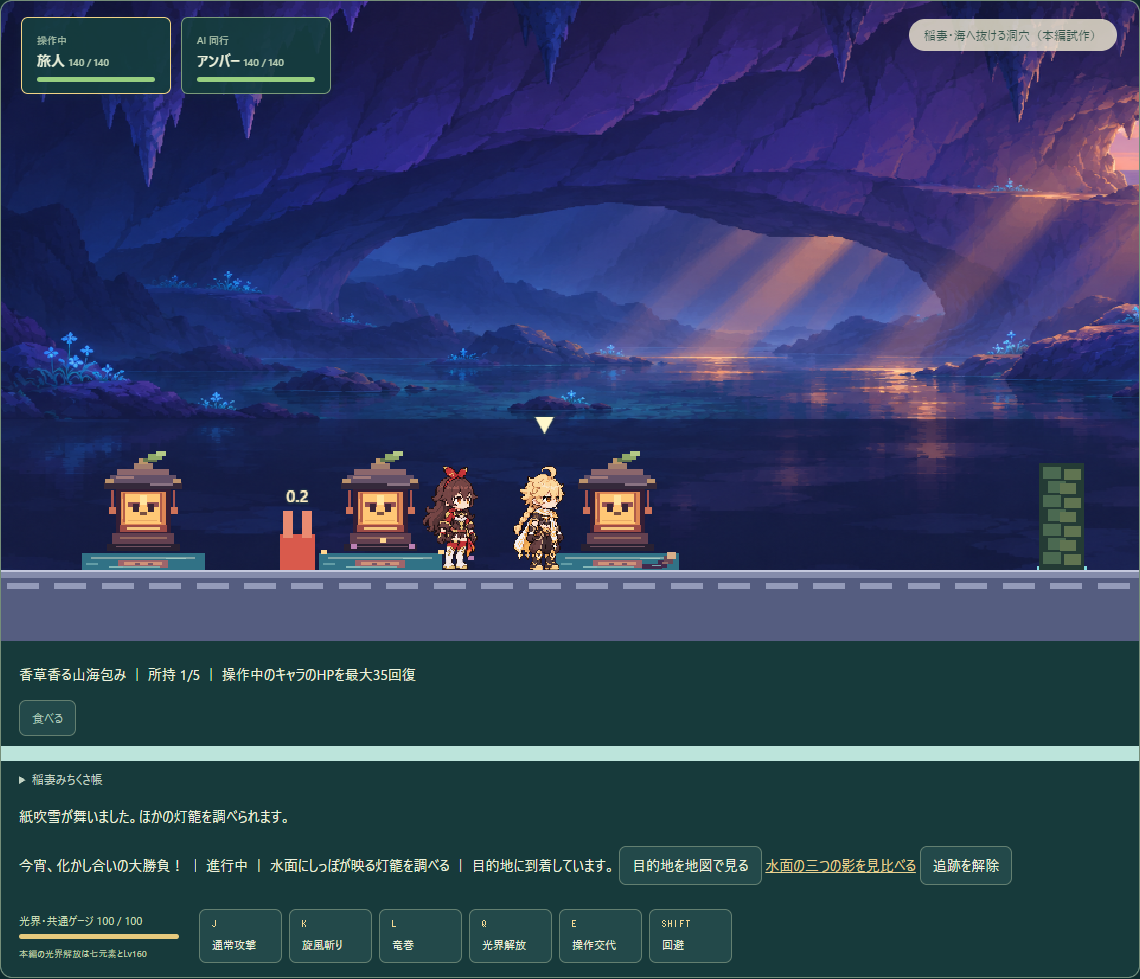 操作中
旅人 140 / 140
AI 同行
アンバー 140 / 140
稲妻・海へ抜ける洞穴（本編試作）
0.2
香草香る山海包み ｜ 所持 1/5 ｜ 操作中のキャラのHPを最大35回復
食べる
▶ 稲妻みちくさ帳
紙吹雪が舞いました。ほかの灯籠を調べられます。
今宵、化かし合いの大勝負！ ｜ 進行中 ｜ 水面にしっぽが映る灯籠を調べる ｜ 目的地に到着しています。 目的地を地図で見る 水面の三つの影を見比べる 追跡を解除
光界・共通ゲージ 100 / 100
本編の光界解放は七元素とLv160
J
通常攻撃
K
旋風斬り
L
竜巻
Q
光界解放
E
操作交代
SHIFT
回避